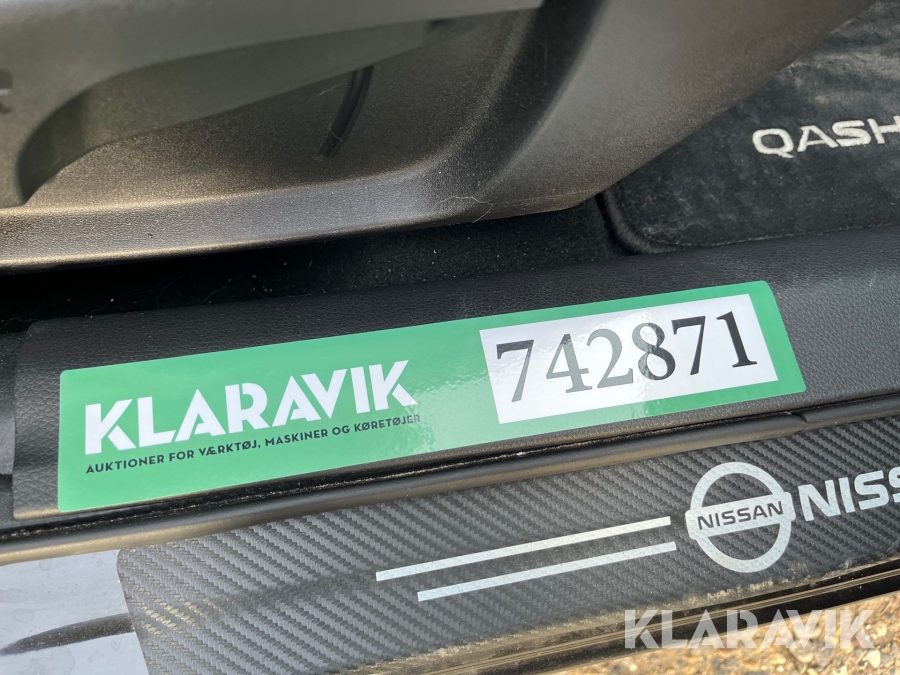 QASH
KLARAVIK
AUKTIONER FOR VÆRKTØJ, MASKINER OG KØRETØJER
742871
NISSAN
NISS
KLARAVIK